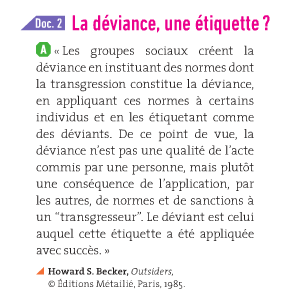 Doc. 2 La déviance, une étiquette ?
A « Les groupes sociaux créent la
déviance en instituant des normes dont
la transgression constitue la déviance,
en appliquant ces normes à certains
individus et en les étiquetant comme
des déviants. De ce point de vue, la
déviance n'est pas une qualité de l'acte
commis par une personne, mais plutôt
une conséquence de l'application, par
les autres, de normes et de sanctions à
un "transgresseur". Le déviant est celui
auquel cette étiquette a été appliquée
avec succès. »
Howard S. Becker, Outsiders,
© Éditions Métailié, Paris, 1985.